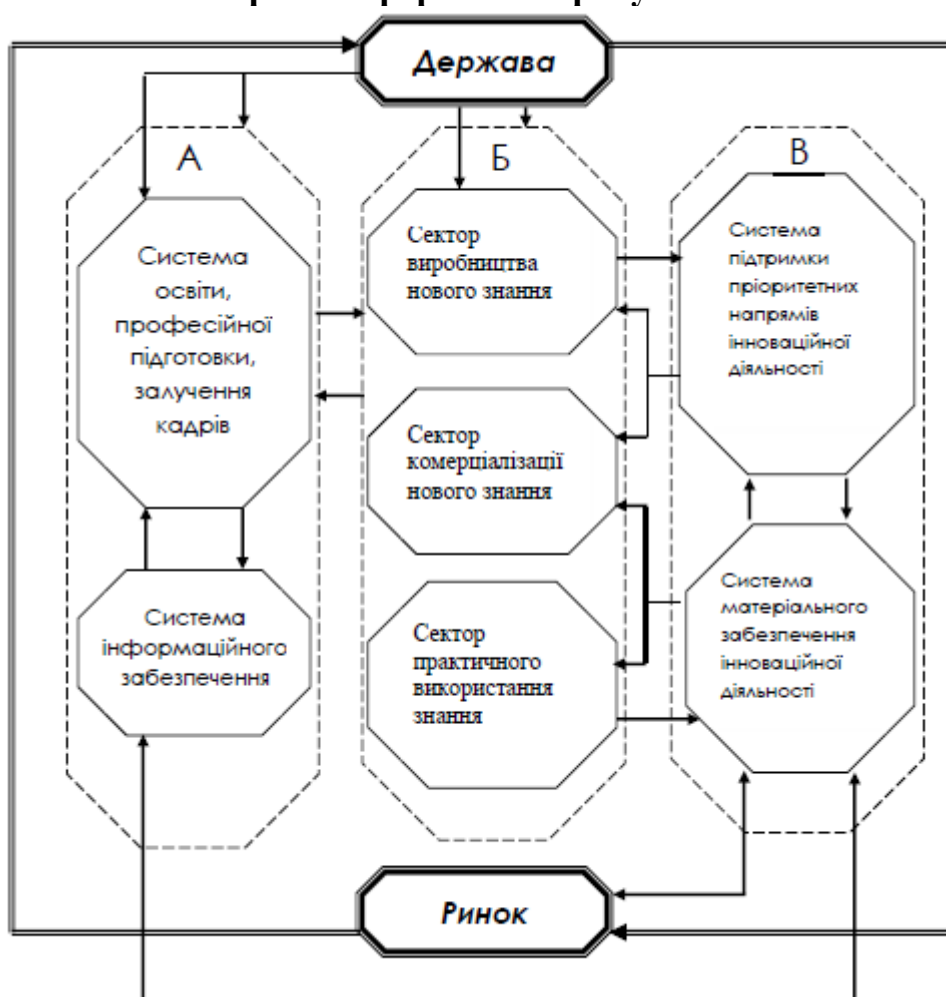 Держава
А
Система
освіти,
професійної
підготовки,
залучення
кадрів
Система
інформаційного
забезпечення
Б
Сектор
виробництва
нового знання
Сектор
комерціалізації
нового знання
Сектор
практичного
використання
знання
В
Система
підтримки
пріоритетних
напрямів
інноваційної
діяльності
Система
матеріального
забезпечення
інноваційної
діяльності
Ринок